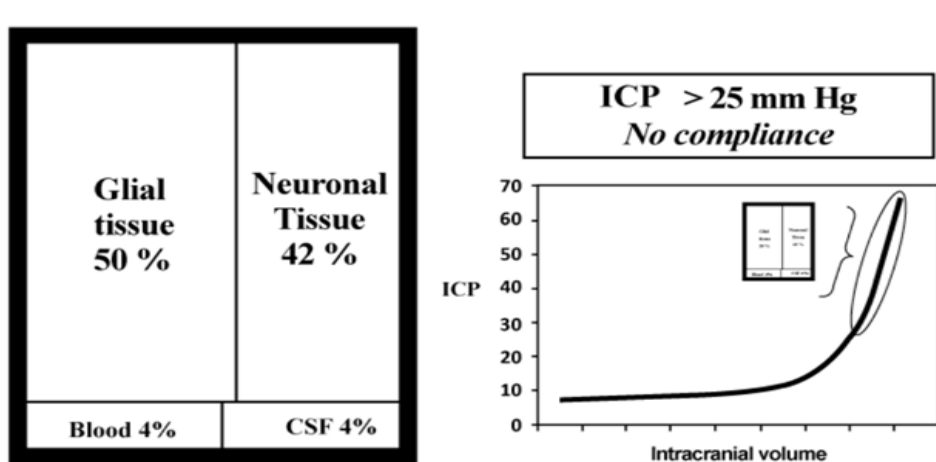 Glial
tissue
50 %
Neuronal
Tissue
42 %
Blood 4%
CSF 4%
ICP > 25 mm Hg
No compliance
70
60
50
40
30
20
10
0
ICP
Intracranial volume